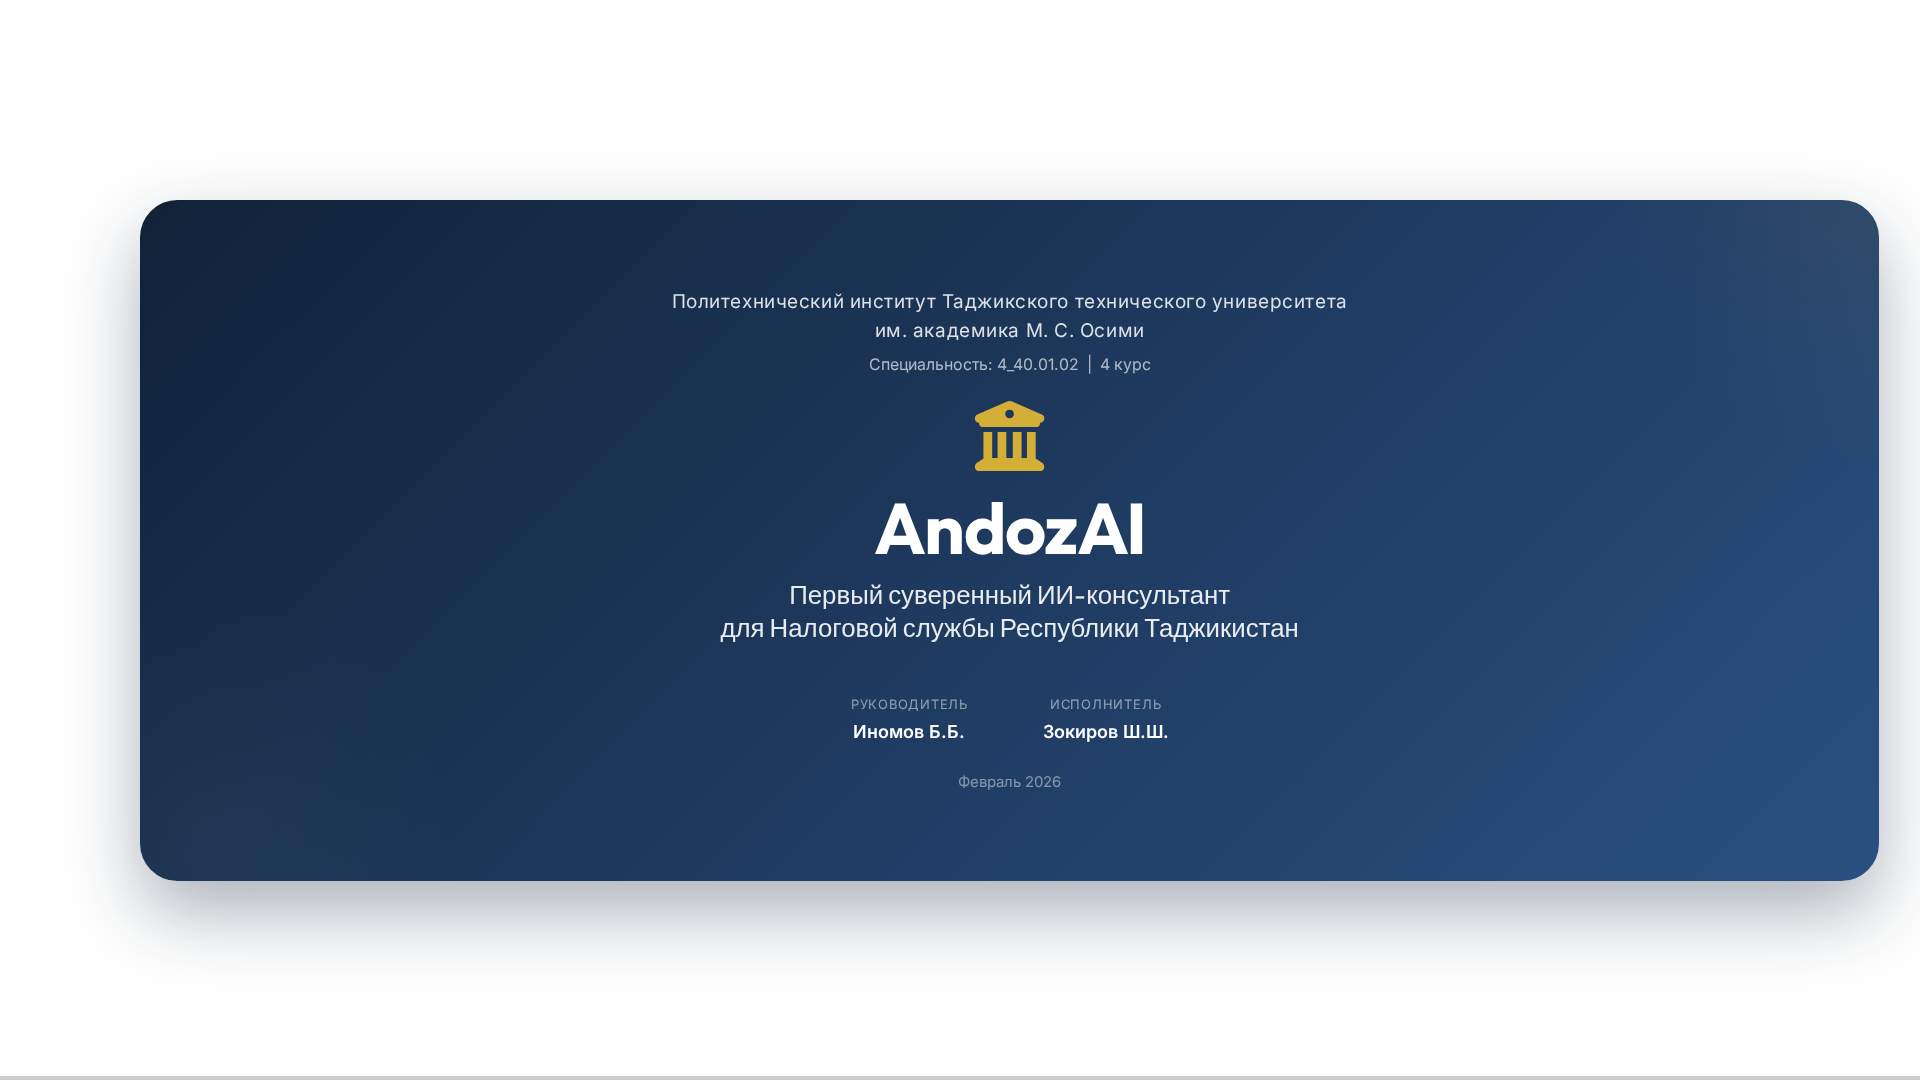 Политехнический институт Таджикского технического университета
им. академика М. С. Осими
Специальность: 4_40.01.02 | 4 курс
AndozAI
Первый суверенный ИИ-консультант
для Налоговой службы Республики Таджикистан
РУКОВОДИТЕЛЬ ИСПОЛНИТЕЛЬ
Иномов Б.Б. Зокиров Ш.Ш.
Февраль 2026